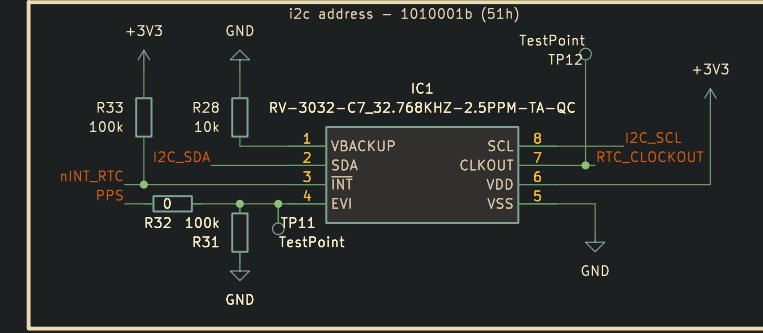 i2c address - 1010001b (51h)
+3V3
GND
TestPoint
TP12
+3V3
IC1
RV-3032-C7_32.768KHZ-2.5PPM-TA-QC
R33
100k
R28
10k
1
VBACKUP
SCL
8
I2C_SCL
I2C_SDA
2
SDA
CLKOUT
7
RTC_CLOCKOUT
nINT_RTC
3
INT
VDD
6
PPS
0
4
EVI
VSS
5
R32
100k
R31
TP11
TestPoint
GND
GND